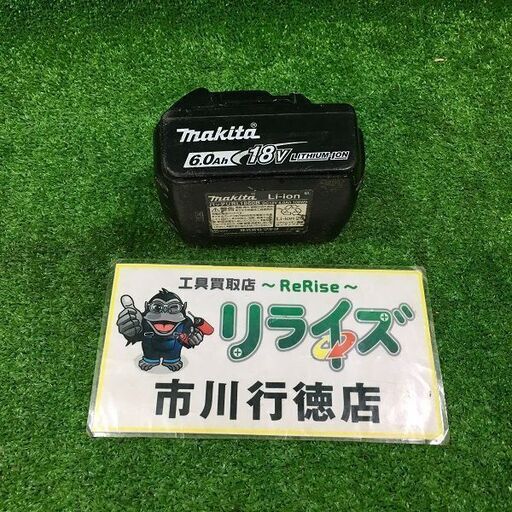 makita®
6.0Ah 18V LITHIUM-ION
makita Li-ion
工具買取店 ～ReRise～
リライズ
市川行徳店